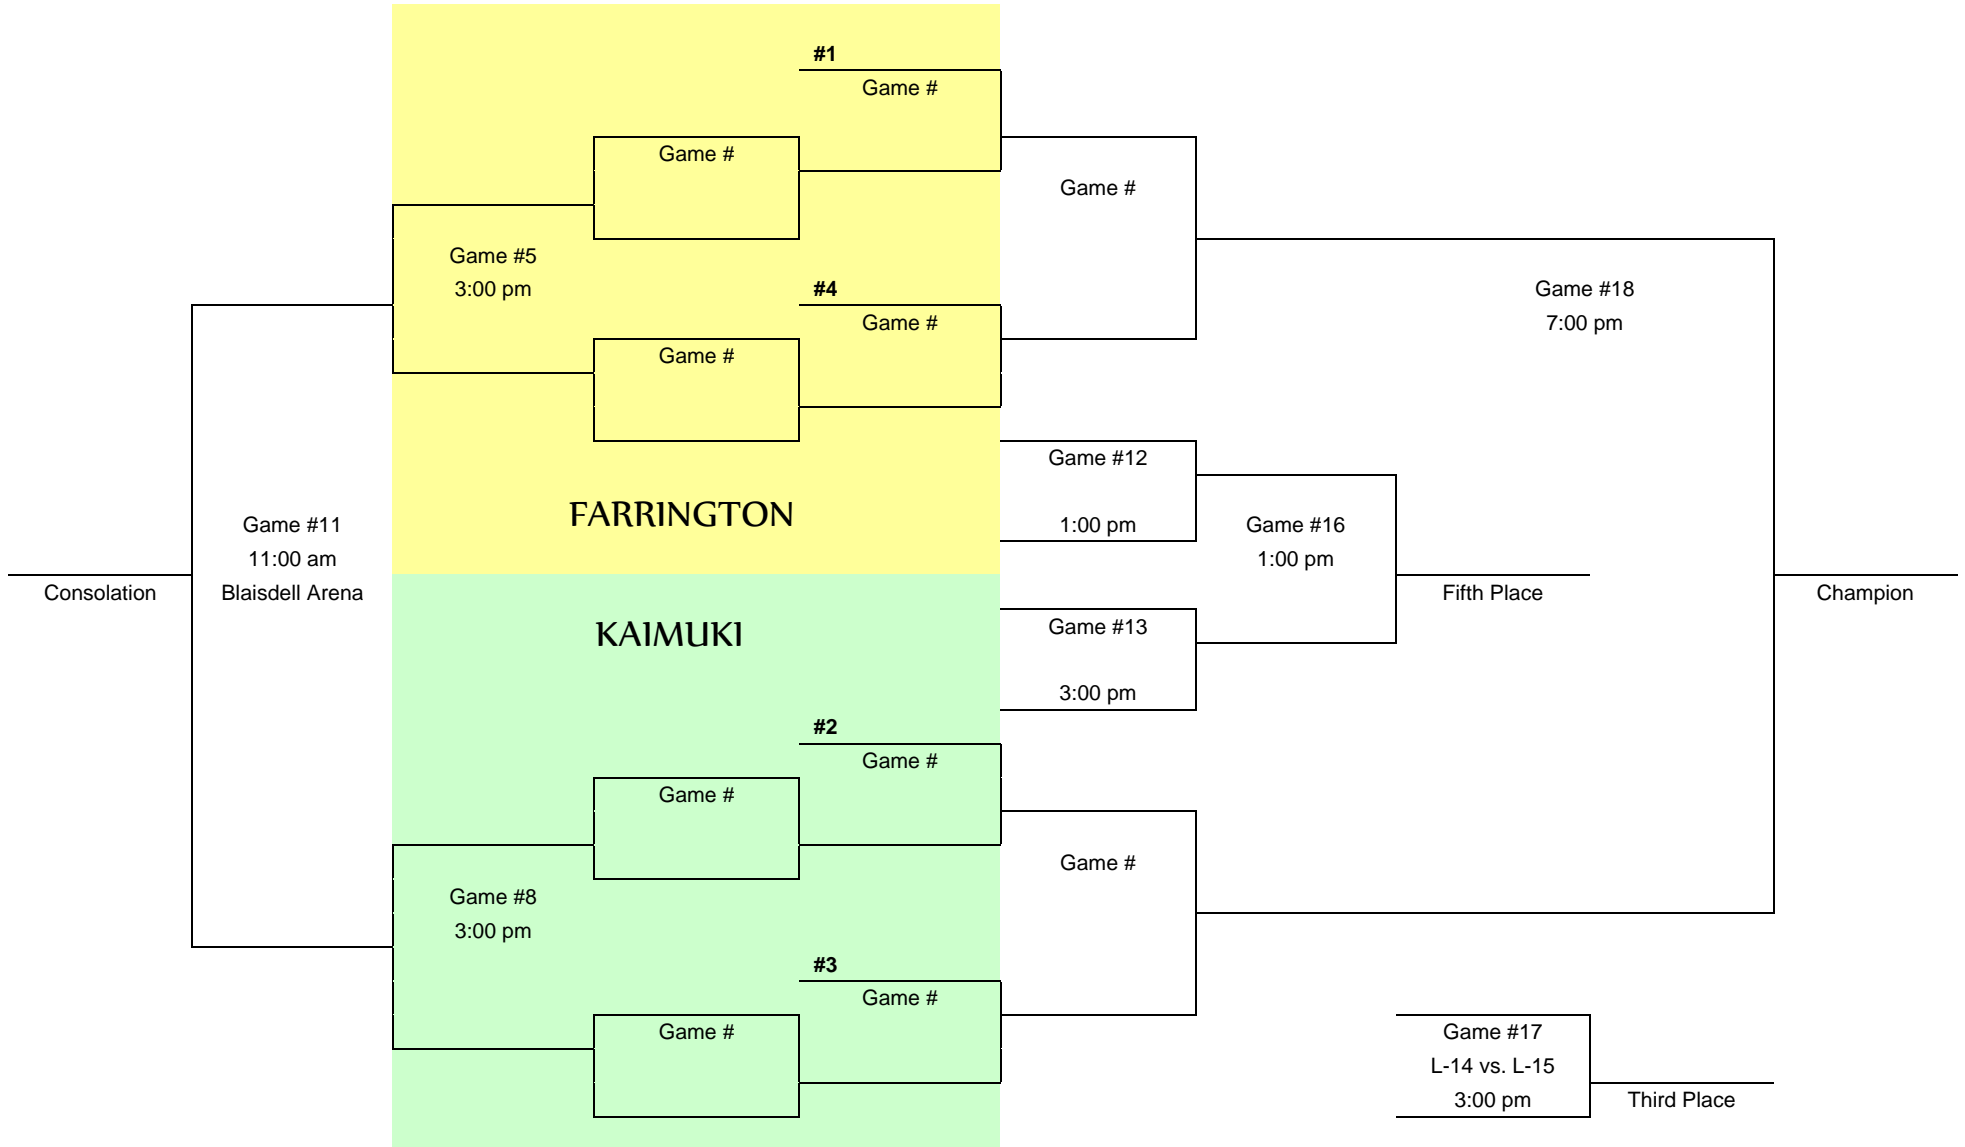 #1
Game #
Game #
Game #
Game #5
3:00 pm
#4
Game #
Game #18
7:00 pm
Game #
Game #12
1:00 pm
FARRINGTON
Game #11
11:00 am
Blaisdell Arena
Consolation
Game #16
1:00 pm
Fifth Place
Champion
KAIMUKI
Game #13
3:00 pm
#2
Game #
Game #
Game #
Game #8
3:00 pm
#3
Game #
Game #
Game #17
L-14 vs. L-15
3:00 pm
Third Place